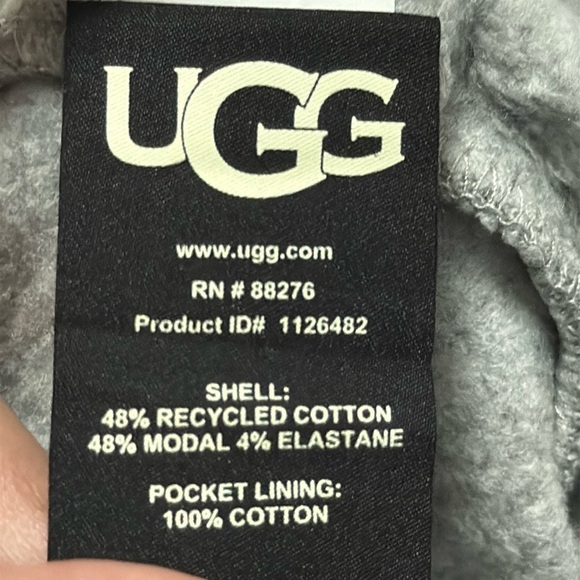 UGG
www.ugg.com
RN # 88276
Product ID# 1126482
SHELL:
48% RECYCLED COTTON
48% MODAL 4% ELASTANE
POCKET LINING:
100% COTTON